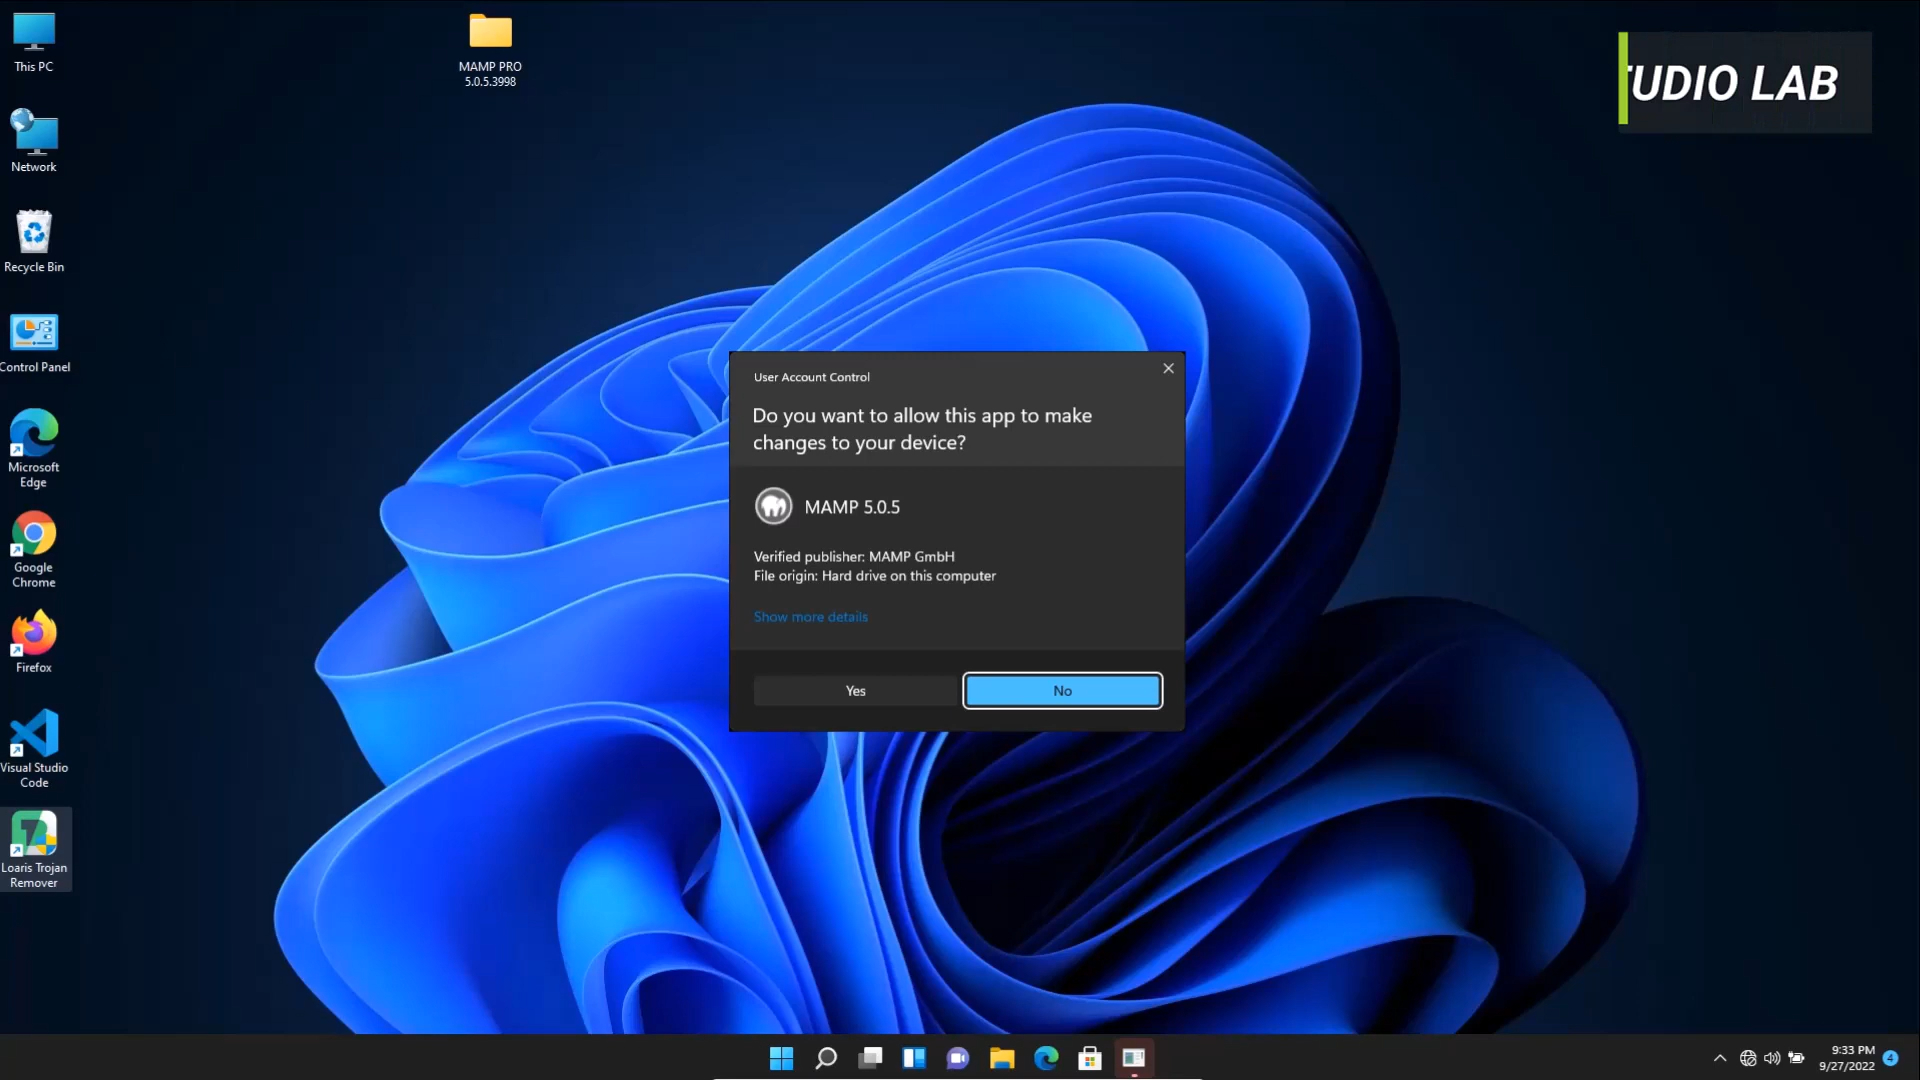 This PC
MAMP PRO
5.0.5.3998
UDIO LAB
Network
Recycle Bin
Control Panel
Microsoft
Edge
Google
Chrome
Firefox
Visual Studio
Code
Loaris Trojan
Remover
User Account Control
Do you want to allow this app to make
changes to your device?
MAMP 5.0.5
Verified publisher: MAMP GmbH
File origin: Hard drive on this computer
Show more details
Yes
No
9:33 PM
9/27/2022
4